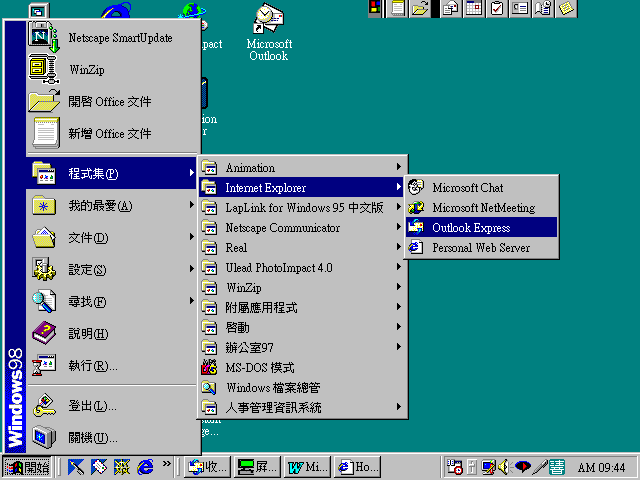 Netscape SmartUpdate
WinZip
開啓 Office 文件
新增 Office 文件
程式集(P)
我的最愛(A)
文件(D)
設定(S)
尋找(F)
說明(H)
執行(R)...
登出(L)...
關機(U)...
Windows98
pact
Microsoft
Outlook
ion
r
Animation
Internet Explorer
LapLink for Windows 95 中文版
Netscape Communicator
Real
Ulead PhotoImpact 4.0
WinZip
附屬應用程式
啓動
辦公室97
MS-DOS 模式
Windows 檔案總管
人事管理資訊系統
Microsoft Chat
Microsoft NetMeeting
Outlook Express
Personal Web Server
ge...
開始
»
收...
屏...
Mi...
Ho...
AM 09:44